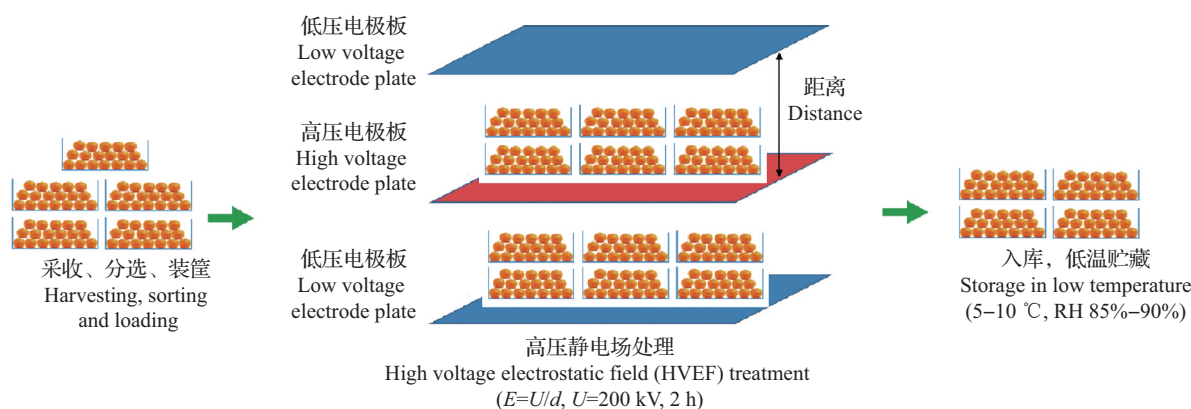 采收、分选、装筐
Harvesting, sorting
and loading
低压电极板
Low voltage
electrode plate
高压电极板
High voltage
electrode plate
低压电极板
Low voltage
electrode plate
距离
Distance
高压静电场处理
High voltage electrostatic field (HVEF) treatment
(E=U/d, U=200 kV, 2 h)
入库，低温贮藏
Storage in low temperature
(5–10 ℃, RH 85%–90%)